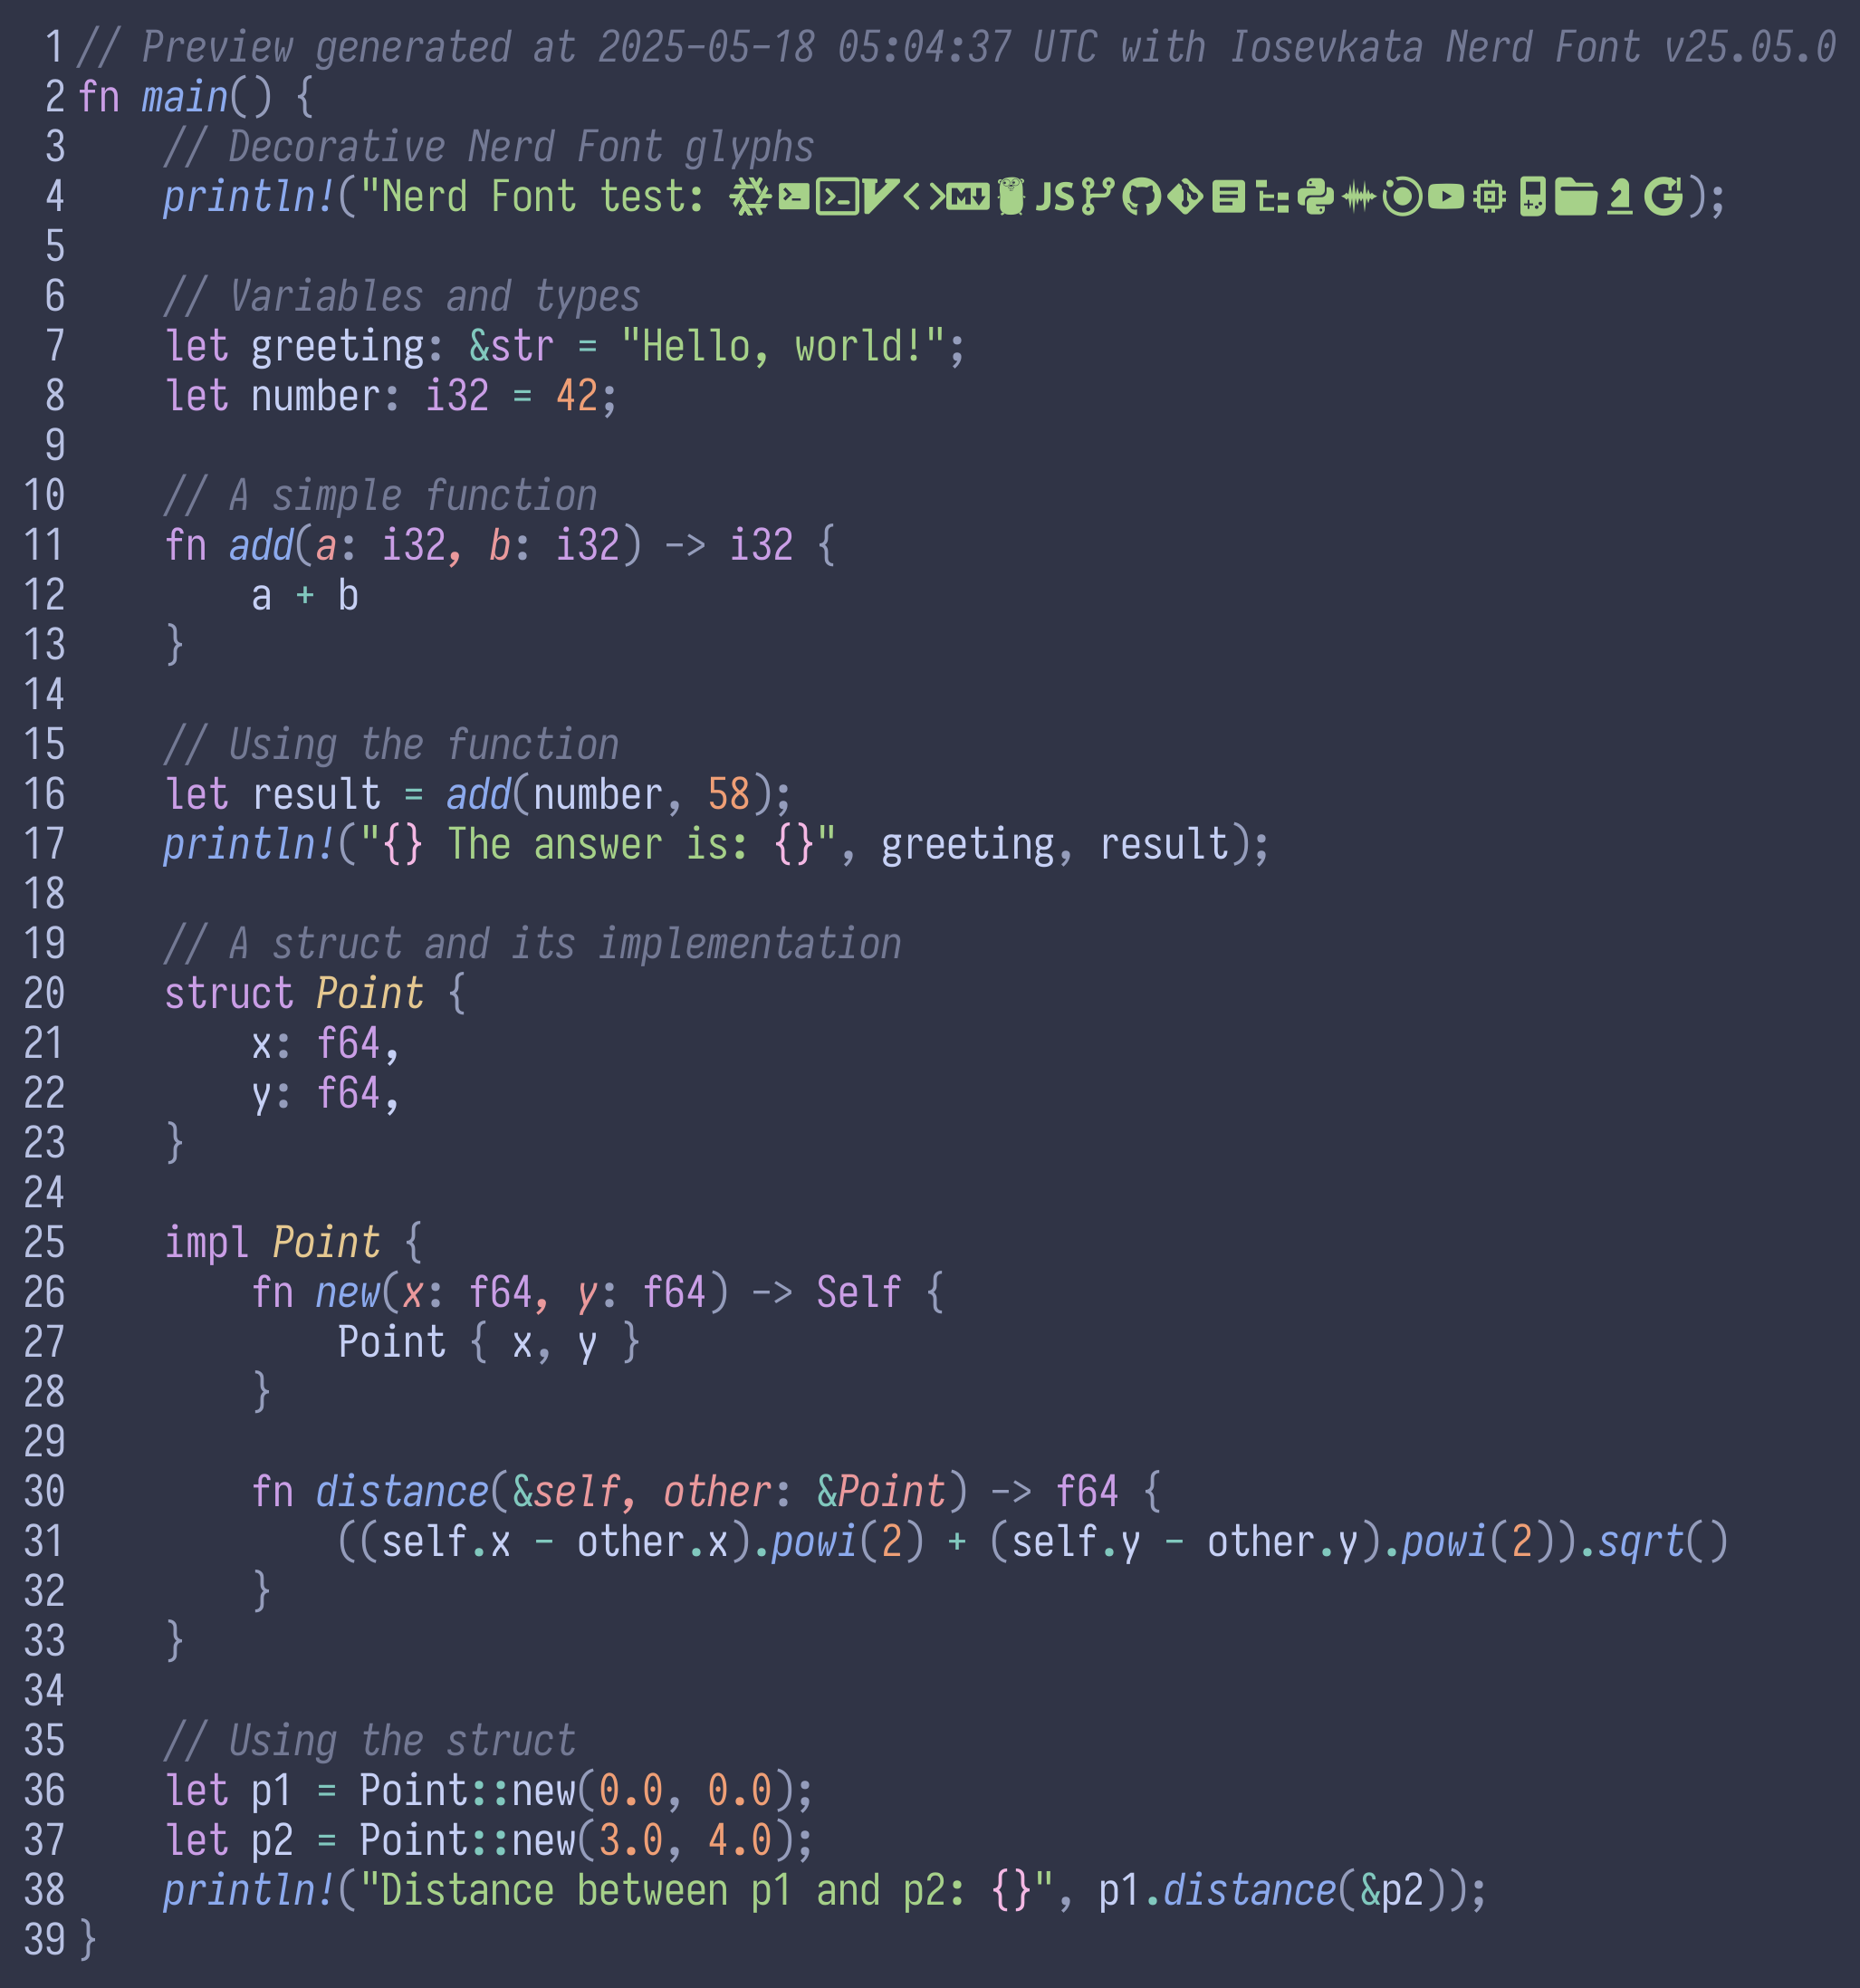 1 // Preview generated at 2025-05-18 05:04:37 UTC with Iosevkata Nerd Font v25.05.0
2 fn main() {
3     // Decorative Nerd Font glyphs
4     println!("Nerd Font test: );
5
6     // Variables and types
7     let greeting: &str = "Hello, world!";
8     let number: i32 = 42;
9
10     // A simple function
11     fn add(a: i32, b: i32) -> i32 {
12         a + b
13     }
14
15     // Using the function
16     let result = add(number, 58);
17     println!("{} The answer is: {}", greeting, result);
18
19     // A struct and its implementation
20     struct Point {
21         x: f64,
22         y: f64,
23     }
24
25     impl Point {
26         fn new(x: f64, y: f64) -> Self {
27             Point { x, y }
28         }
29
30         fn distance(&self, other: &Point) -> f64 {
31             ((self.x - other.x).powi(2) + (self.y - other.y).powi(2)).sqrt()
32         }
33     }
34
35     // Using the struct
36     let p1 = Point::new(0.0, 0.0);
37     let p2 = Point::new(3.0, 4.0);
38     println!("Distance between p1 and p2: {}", p1.distance(&p2));
39 }